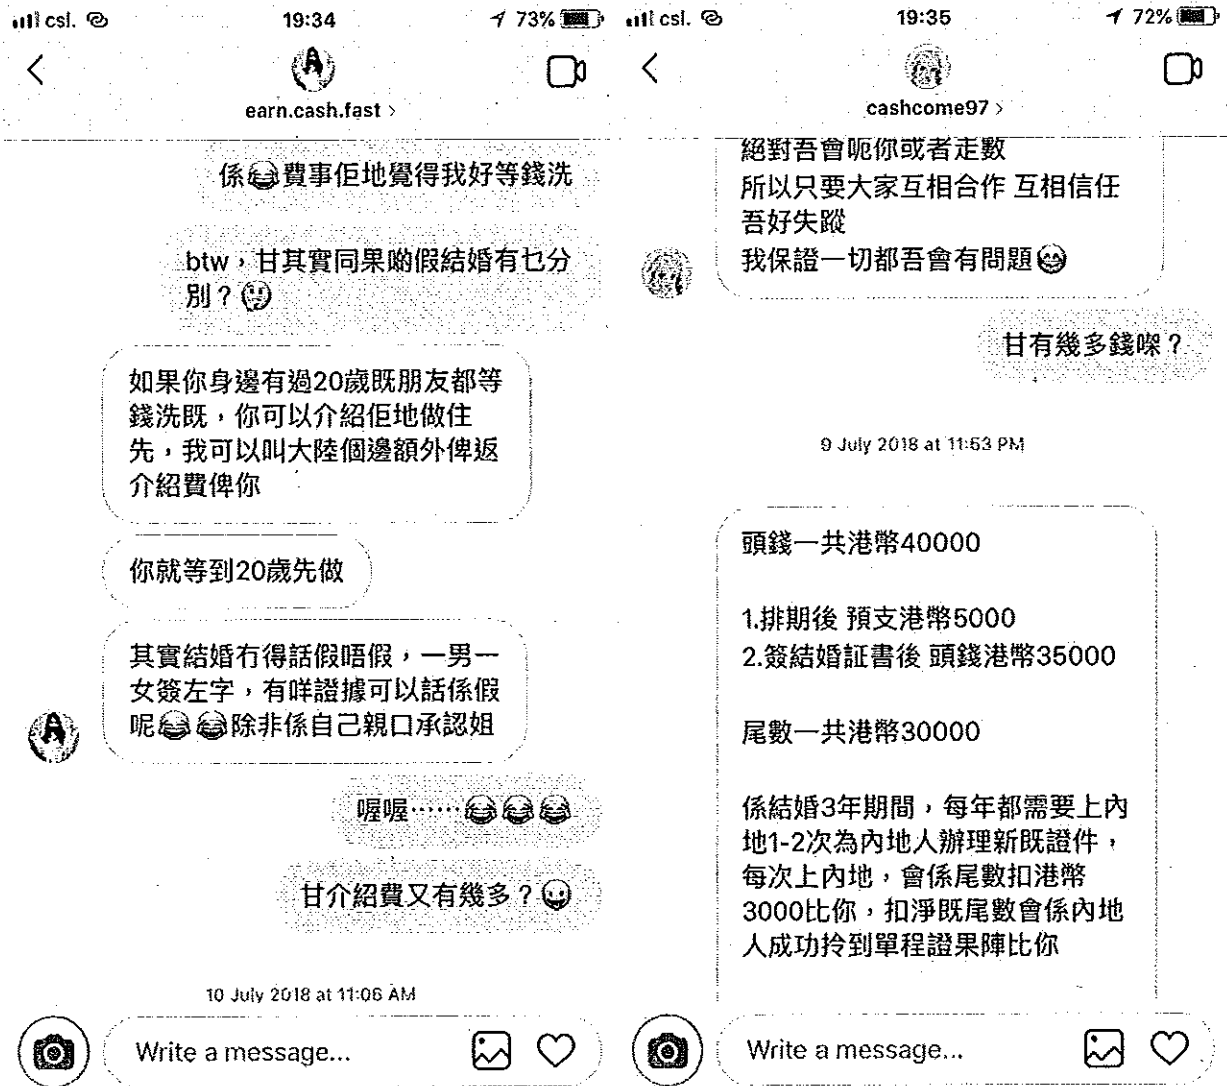 csl. 19:34 73%
earn.cash.fast >
係😂費事佢地覺得我好等錢洗
btw，甘其實同果啲假結婚有乜分
別？🤔
如果你身邊有過20歲既朋友都等
錢洗既，你可以介紹佢地做住
先，我可以叫大陸個邊額外俾返
介紹費俾你
你就等到20歲先做
其實結婚冇得話假唔假，一男一
女簽左字，有咩證據可以話係假
呢😂😂除非係自己親口承認姐
喔喔……😂😂😂
甘介紹費又有幾多？😛
10 July 2018 at 11:06 AM
Write a message...
csl. 19:35 72%
cashcome97 >
絕對吾會呃你或者走數
所以只要大家互相合作 互相信任
吾好失蹤
我保證一切都吾會有問題😄
甘有幾多錢㗎？
9 July 2018 at 11:53 PM
頭錢一共港幣40000
1.排期後 預支港幣5000
2.簽結婚証書後 頭錢港幣35000
尾數一共港幣30000
係結婚3年期間，每年都需要上內
地1-2次為內地人辦理新既證件，
每次上內地，會係尾數扣港幣
3000比你，扣淨既尾數會係內地
人成功拎到單程證果陣比你
Write a message...